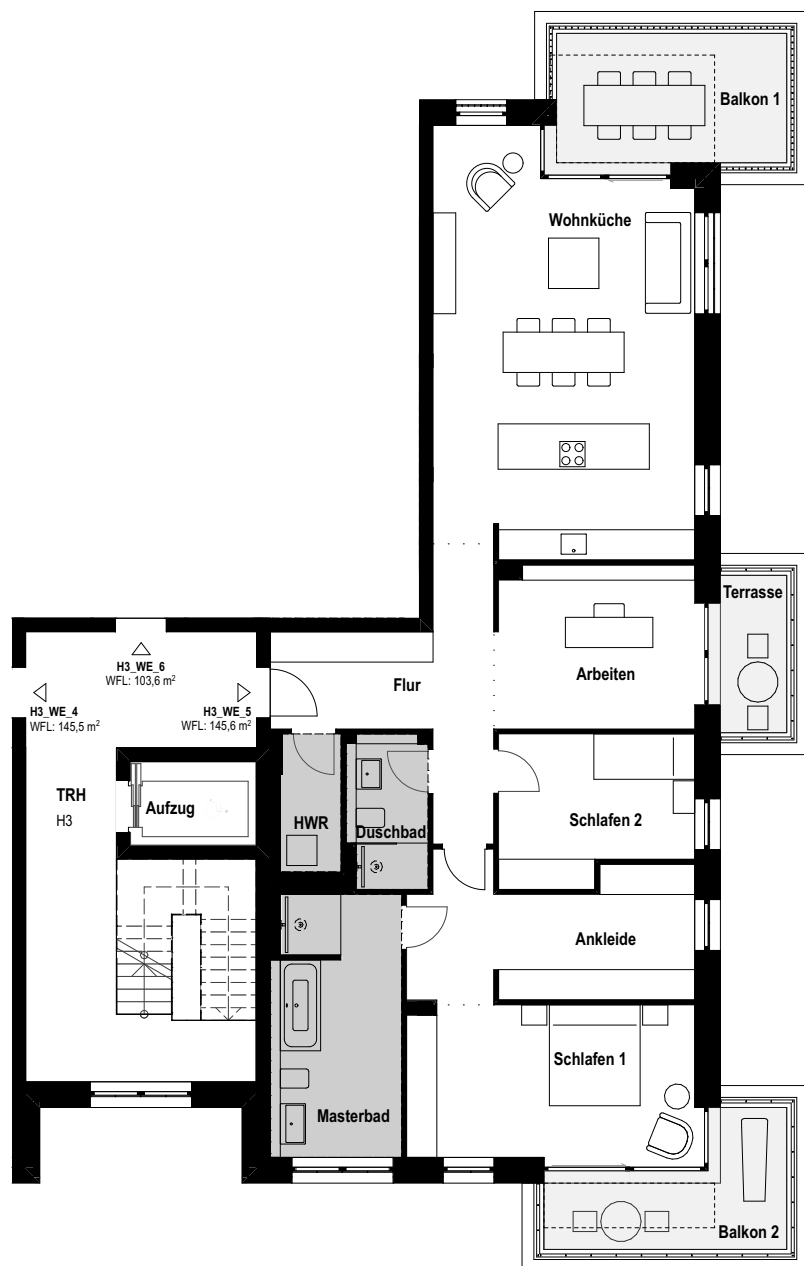 Balkon 1
Wohnküche
Terrasse
Arbeiten
Flur
H3_WE_6
WFL: 103,6 m²
H3_WE_4
WFL: 145,5 m²
H3_WE_5
WFL: 145,6 m²
TRH
H3
Aufzug
HWR
Duschbad
Schlafen 2
Ankleide
Schlafen 1
Masterbad
Balkon 2